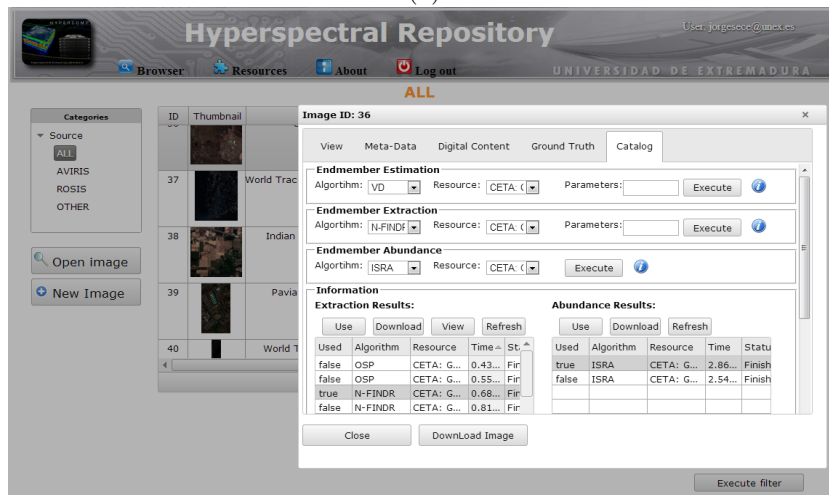 HYPERCOMP
Hyperspectral Repository
User: jorgesece@unex.es
Browser Resources About Log out
UNIVERSIDAD DE EXTREMADURA
ALL
Categories
Source
ALL
AVIRIS
ROSIS
OTHER
Open image
New Image
ID Thumbnail
37 World Trac
38 Indian
39 Pavia
40 World T
Image ID: 36 ×
View Meta-Data Digital Content Ground Truth Catalog
Endmember Estimation
Algortihm: VD Resource: CETA: ( Parameters: Execute
Endmember Extraction
Algortihm: N-FINDF Resource: CETA: ( Parameters: Execute
Endmember Abundance
Algortihm: ISRA Resource: CETA: ( Execute
Information
Extraction Results:
Use Download View Refresh
Used Algorithm Resource Time St
false OSP CETA: G... 0.43... Fin
false OSP CETA: G... 0.55... Fin
true N-FINDR CETA: G... 0.68... Fin
false N-FINDR CETA: G... 0.81... Fin
Abundance Results:
Use Download Refresh
Used Algorithm Resource Time Statu
true ISRA CETA: G... 2.86... Finish
false ISRA CETA: G... 2.54... Finish
Close DownLoad Image
Execute filter